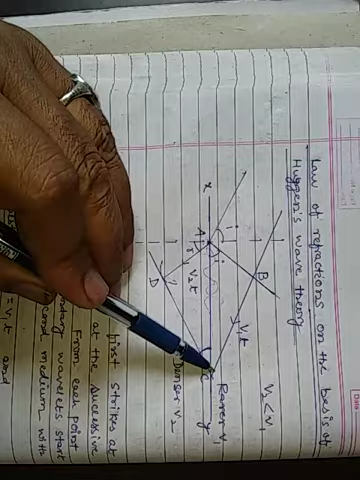 Law of refractions on the basis of
Huygen's wave theory
V₂ < V₁
Rarer V₁
V₁t
B
i
i
A
x
y
C
r
V₂t
D
Denser V₂
first strikes at
at the successive
From each point
wavelets start
medium with
= V₁t and